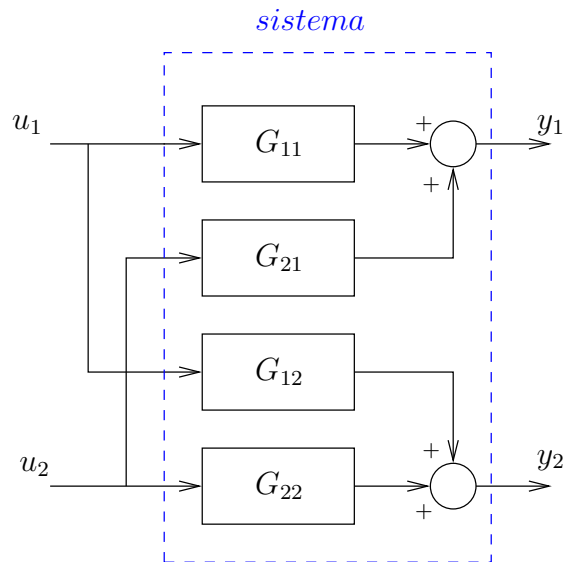 sistema
u₁
G₁₁
+
y₁
+
G₂₁
G₁₂
u₂
G₂₂
+
y₂
+